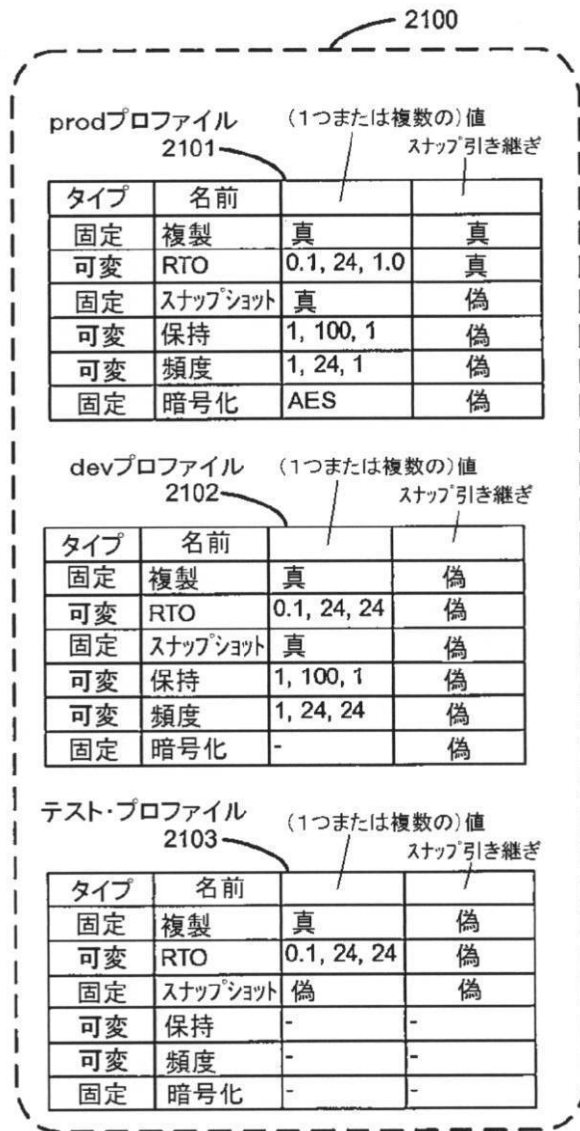 2100
prodプロファイル
2101
(1つまたは複数の)値
スナップ引き継ぎ
タイプ 名前
固定 複製 真 真
可変 RTO 0.1, 24, 1.0 真
固定 スナップショット 真 偽
可変 保持 1, 100, 1 偽
可変 頻度 1, 24, 1 偽
固定 暗号化 AES 偽
devプロファイル
2102
(1つまたは複数の)値
スナップ引き継ぎ
タイプ 名前
固定 複製 真 偽
可変 RTO 0.1, 24, 24 偽
固定 スナップショット 真 偽
可変 保持 1, 100, 1 偽
可変 頻度 1, 24, 24 偽
固定 暗号化 - 偽
テスト・プロファイル
2103
(1つまたは複数の)値
スナップ引き継ぎ
タイプ 名前
固定 複製 真 偽
可変 RTO 0.1, 24, 24 偽
固定 スナップショット 偽 偽
可変 保持 - -
可変 頻度 - -
固定 暗号化 - -